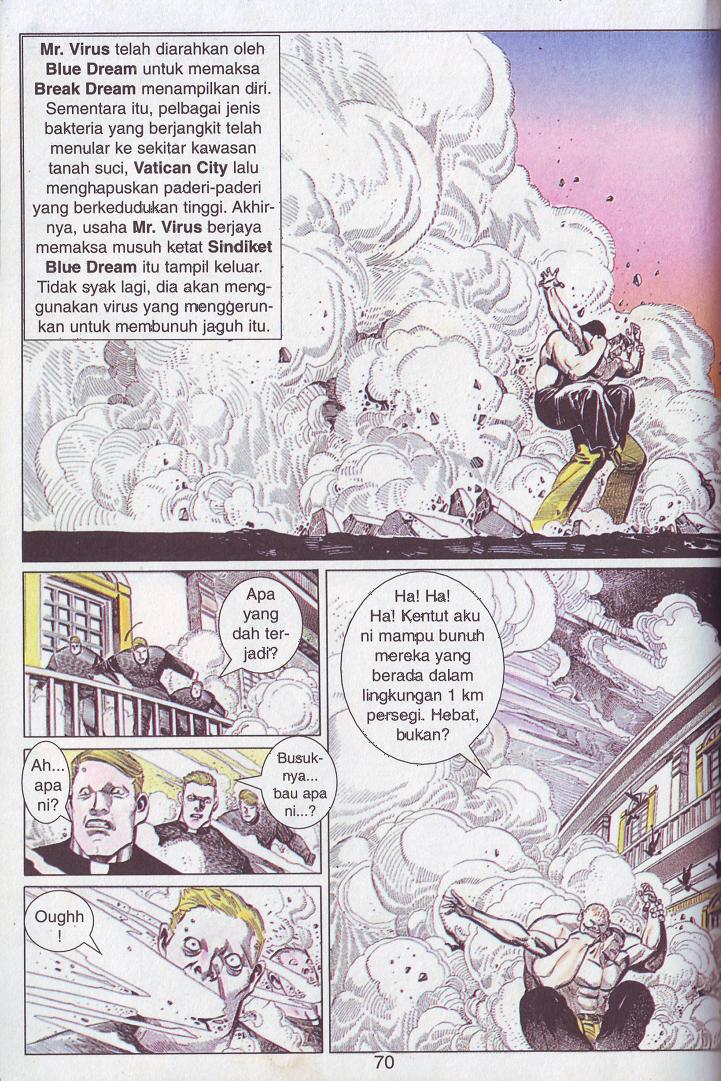 Mr. Virus telah diarahkan oleh
Blue Dream untuk memaksa
Break Dream menampilkan diri.
Sementara itu, pelbagai jenis
bakteria yang berjangkit telah
menular ke sekitar kawasan
tanah suci, Vatican City lalu
menghapuskan paderi-paderi
yang berkedudukan tinggi. Akhir-
nya, usaha Mr. Virus berjaya
memaksa musuh ketat Sindiket
Blue Dream itu tampil keluar.
Tidak syak lagi, dia akan meng-
gunakan virus yang menggerun-
kan untuk membunuh jaguh itu.
Apa
yang
dah ter-
jadi?
Ah...
apa
ni?
Busuk-
nya...
bau apa
ni...?
Oughh
!
Ha! Ha!
Ha! Kentut aku
ni mampu bunuh
mereka yang
berada dalam
lingkungan 1 km
persegi. Hebat,
bukan?
70